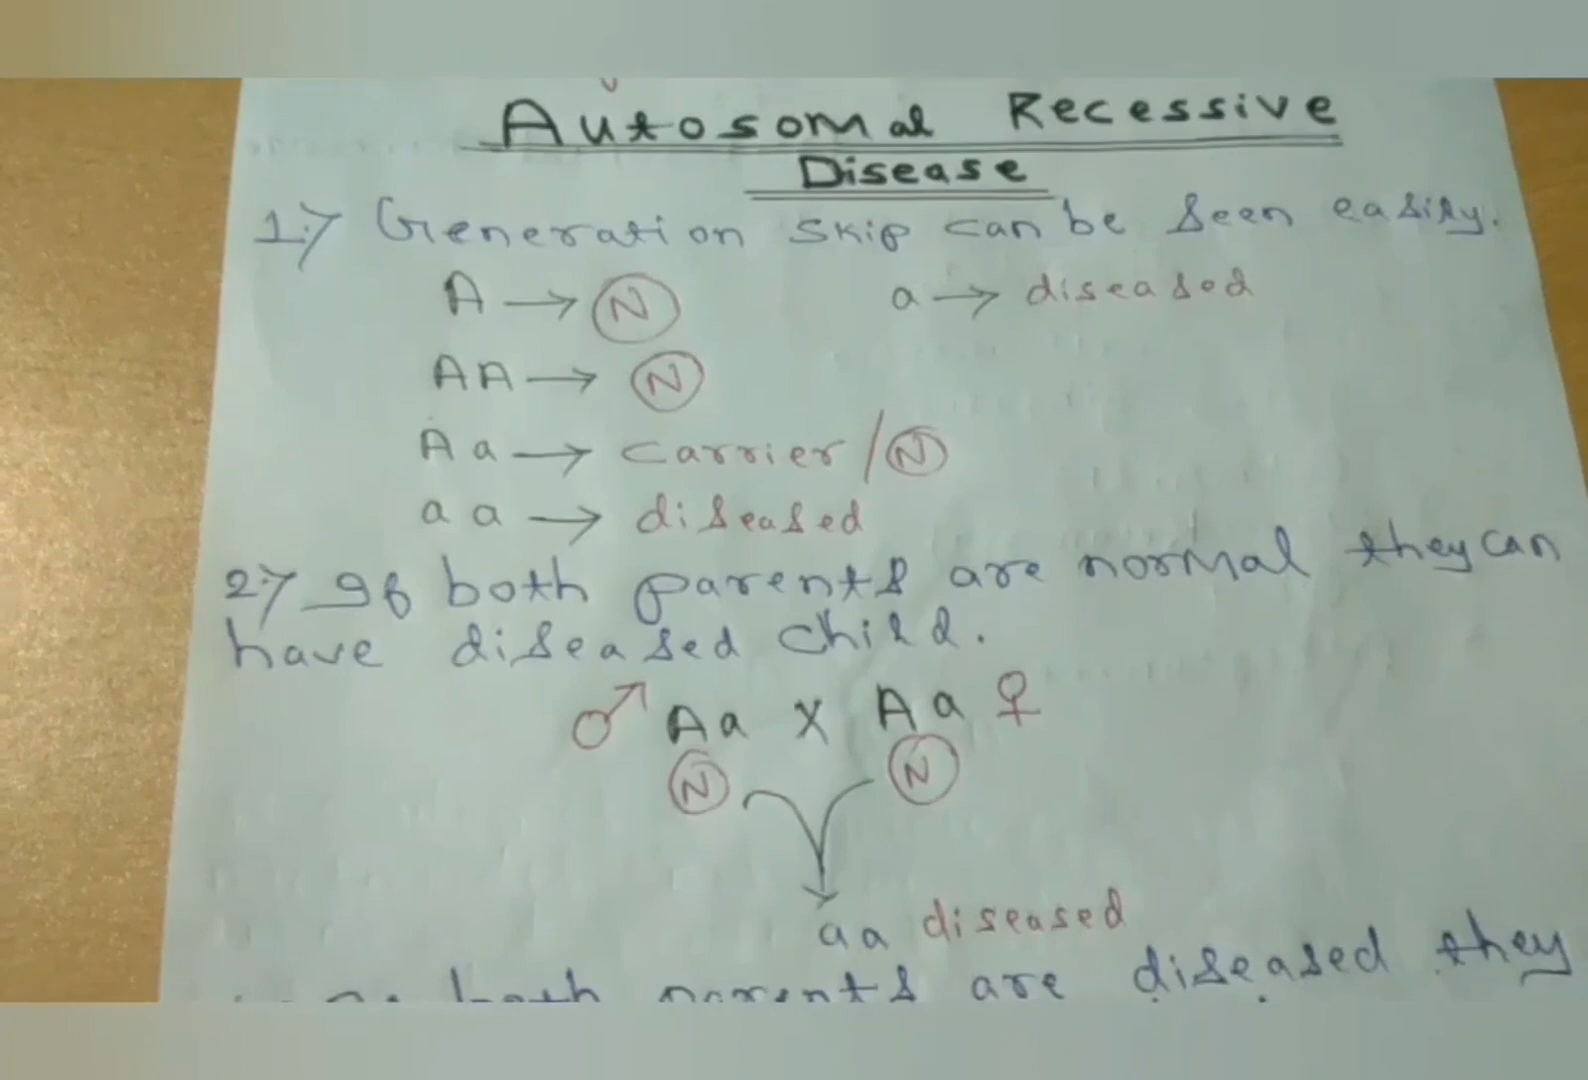 Autosomal Recessive
Disease
1.> Generation skip can be seen easily.
A → N a → diseased
AA → N
Aa → carrier / N
aa → diseased
2.> If both parents are normal they can
have diseased child.
♂ Aa X Aa ♀
N N
aa diseased
both parents are diseased they